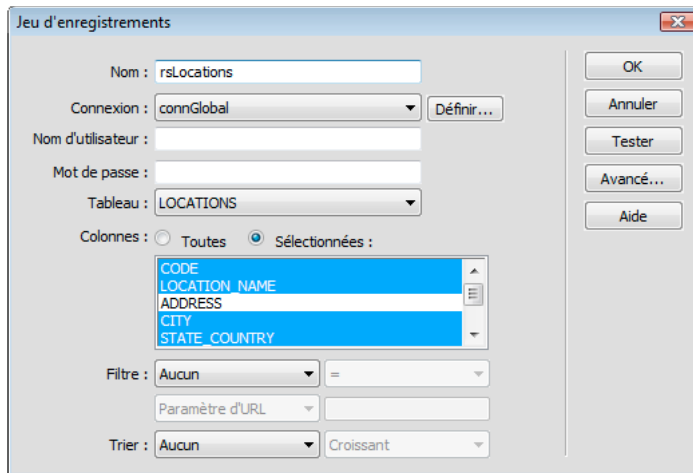 Jeu d'enregistrements
Nom : rsLocations
OK
Connexion : connGlobal Définir...
Annuler
Nom d'utilisateur :
Tester
Mot de passe :
Avancé...
Tableau : LOCATIONS
Aide
Colonnes : Toutes Sélectionnées :
CODE
LOCATION_NAME
ADDRESS
CITY
STATE_COUNTRY
Filtre : Aucun =
Paramètre d'URL
Trier : Aucun Croissant